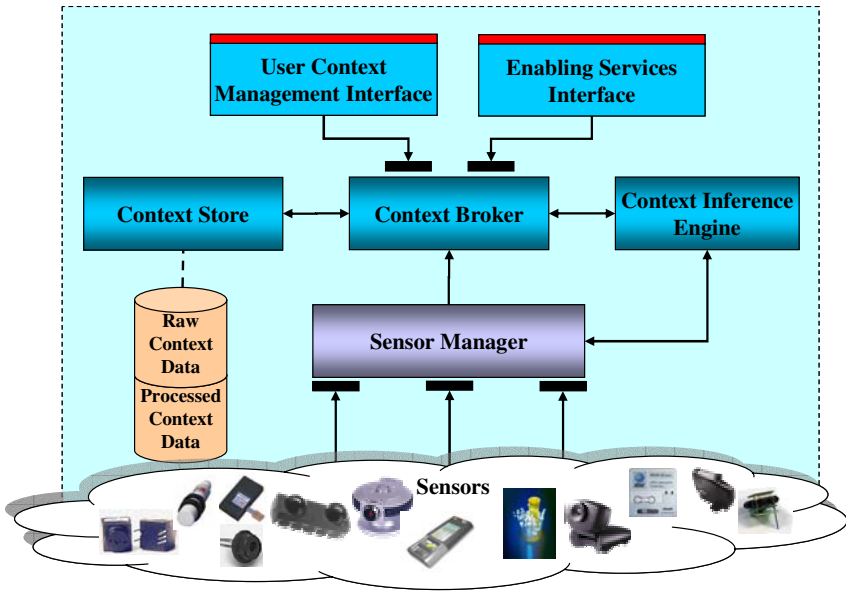 User Context
Management Interface
Enabling Services
Interface
Context Store
Context Broker
Context Inference
Engine
Raw
Context
Data
Sensor Manager
Processed
Context
Data
Sensors